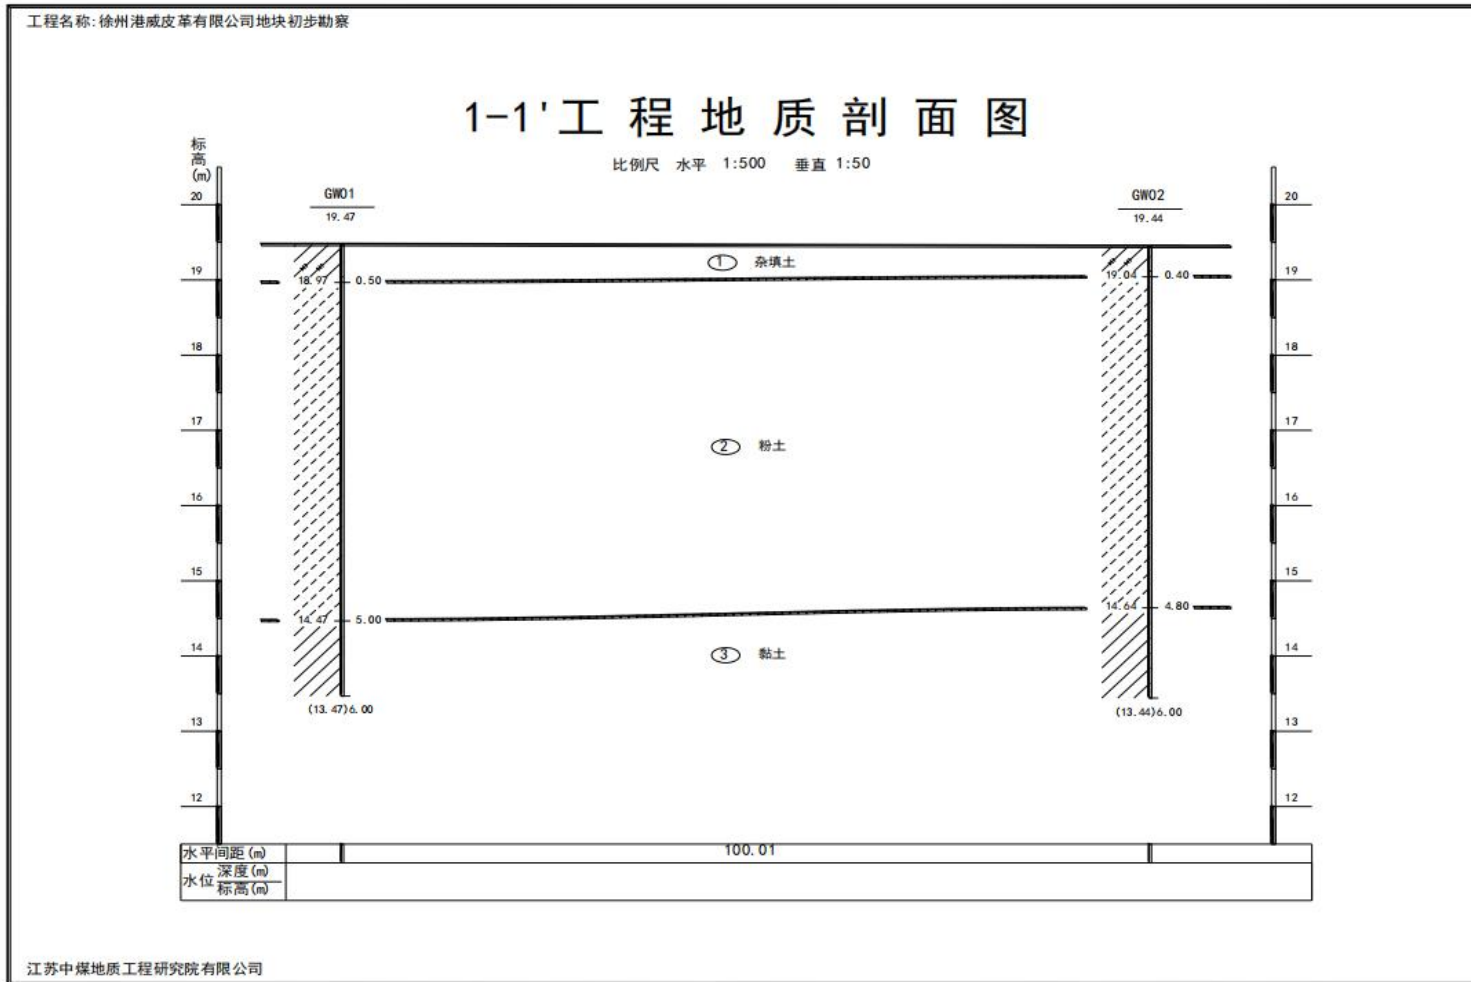 工程名称:徐州港威皮革有限公司地块初步勘察
1-1'工程地质剖面图
比例尺 水平 1:500 垂直 1:50
标高(m)
GW01
19.47
GW02
19.44
20
20
① 杂填土
19
18.97
0.50
19.04
0.40
19
18
18
17
17
② 粉土
16
16
15
15
14.47
5.00
14.64
4.80
14
③ 黏土
14
(13.47)6.00
(13.44)6.00
13
13
12
12
水平间距(m)
100.01
水位 深度(m)
标高(m)
江苏中煤地质工程研究院有限公司